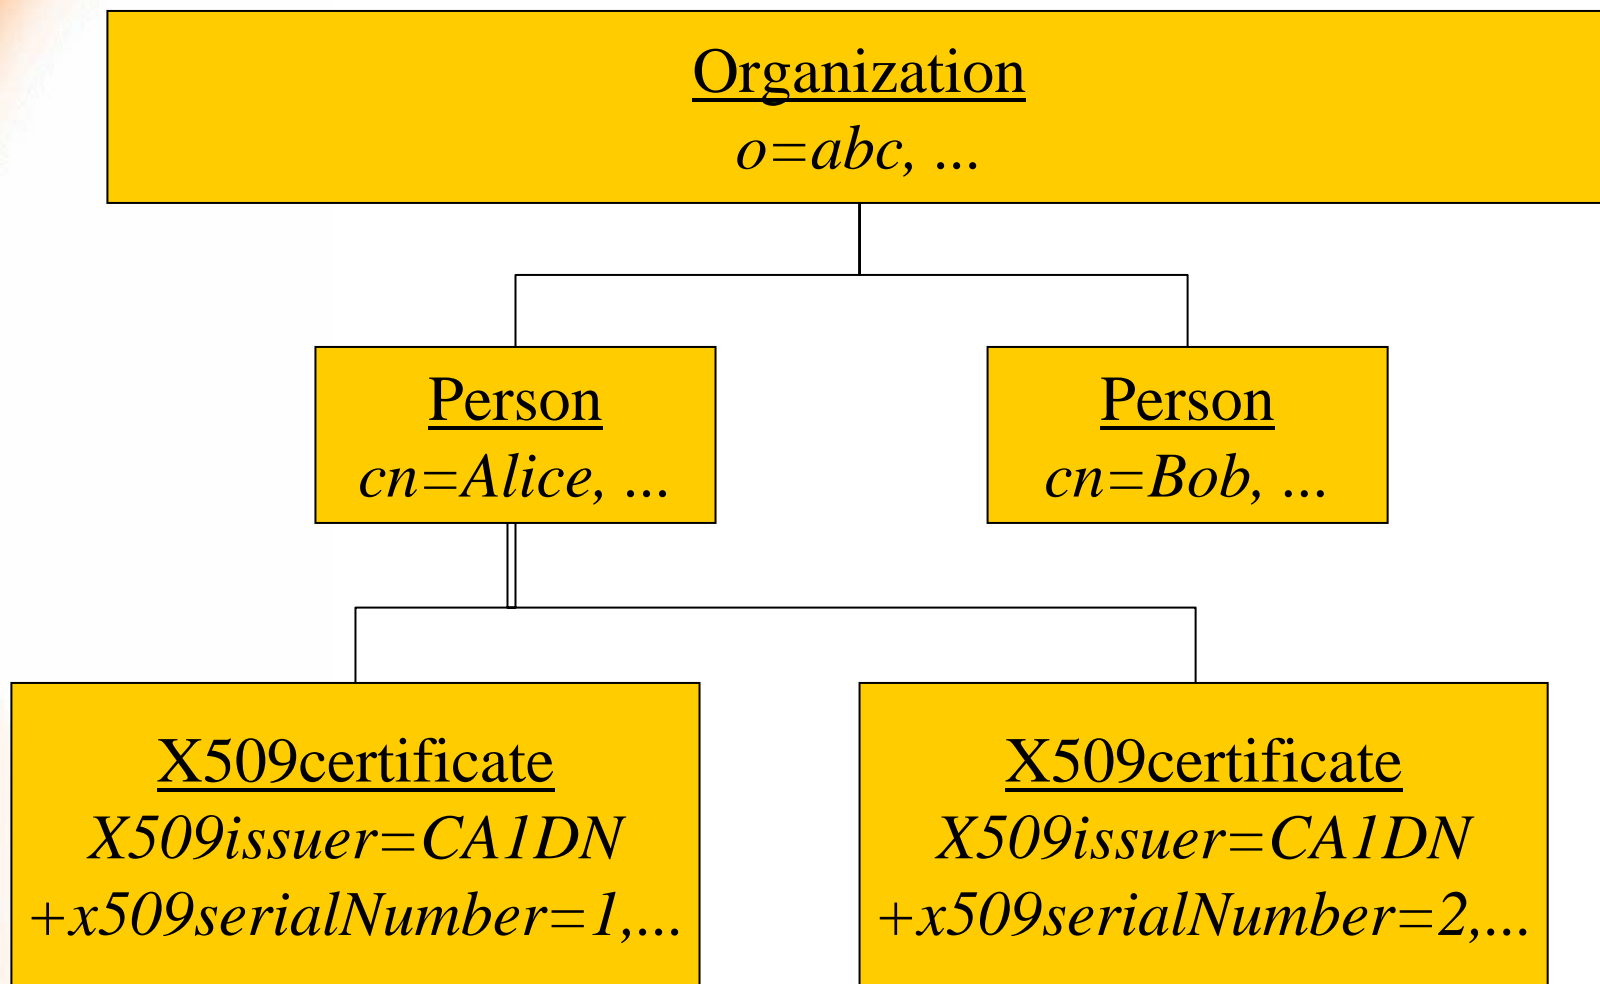 Organization
o=abc, ...
Person
cn=Alice, ...
Person
cn=Bob, ...
X509certificate
X509issuer=CA1DN
+x509serialNumber=1,...
X509certificate
X509issuer=CA1DN
+x509serialNumber=2,...